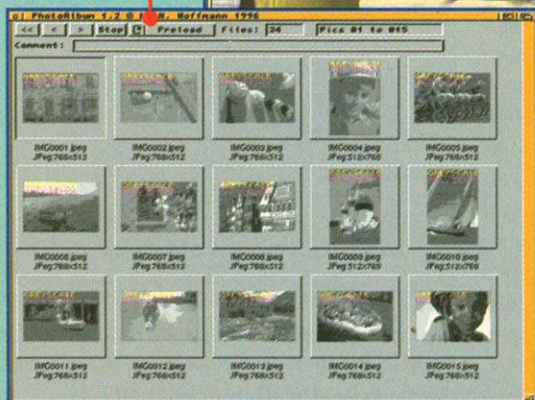 PhotoAlbum 1.2 © Hoffmann 1996
<< < > Stop Preload Files: 24 Pics #1 to #15
Comment:
IMG0001.jpeg IMG0002.jpeg IMG0003.jpeg IMG0004.jpeg IMG0005.jpeg
JPeg:768x512 JPeg:768x512 JPeg:768x512 JPeg:512x768 JPeg:768x512
IMG0006.jpeg IMG0007.jpeg IMG0008.jpeg IMG0009.jpeg IMG0010.jpeg
JPeg:768x512 JPeg:768x512 JPeg:768x512 JPeg:512x768 JPeg:512x768
IMG0011.jpeg IMG0012.jpeg IMG0013.jpeg IMG0014.jpeg IMG0015.jpeg
JPeg:768x512 JPeg:768x512 JPeg:768x512 JPeg:768x512 JPeg:768x512